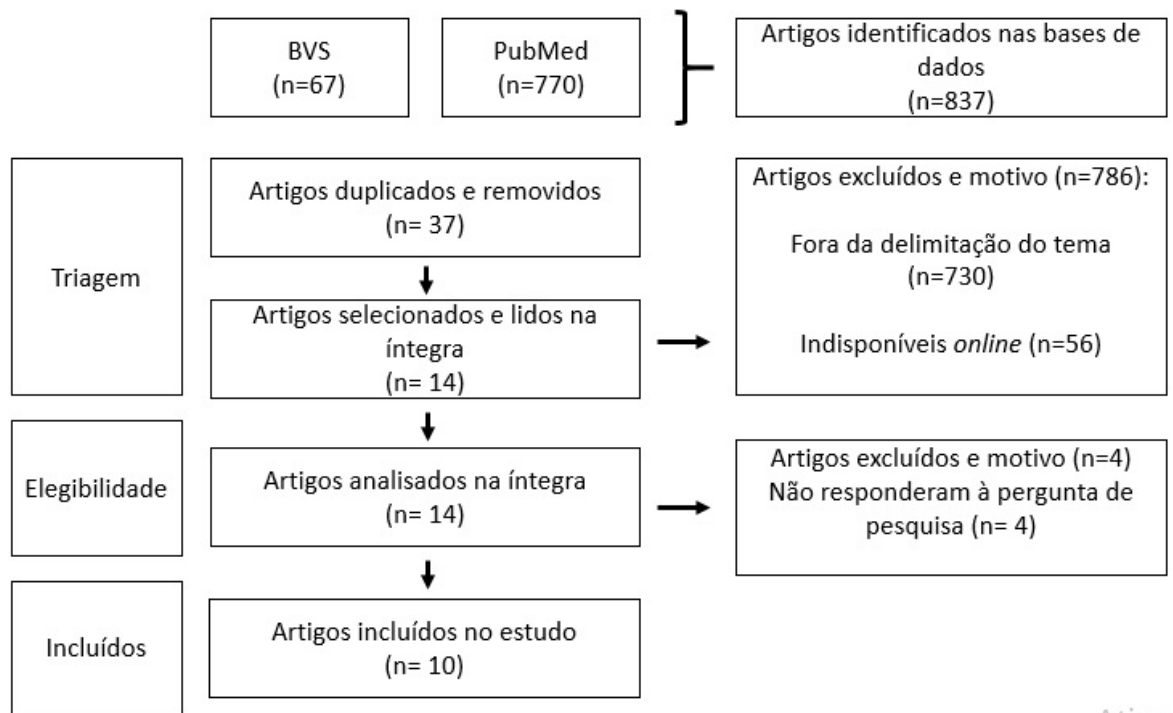 BVS
(n=67)
PubMed
(n=770)
Artigos identificados nas bases de
dados
(n=837)
Triagem
Artigos duplicados e removidos
(n= 37)
Artigos selecionados e lidos na
íntegra
(n= 14)
Artigos excluídos e motivo (n=786):
Fora da delimitação do tema
(n=730)
Indisponíveis online (n=56)
Elegibilidade
Artigos analisados na íntegra
(n= 14)
Artigos excluídos e motivo (n=4)
Não responderam à pergunta de
pesquisa (n= 4)
Incluídos
Artigos incluídos no estudo
(n= 10)